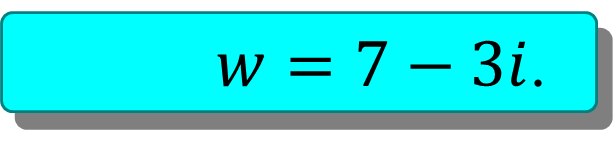 w = 7 − 3i.